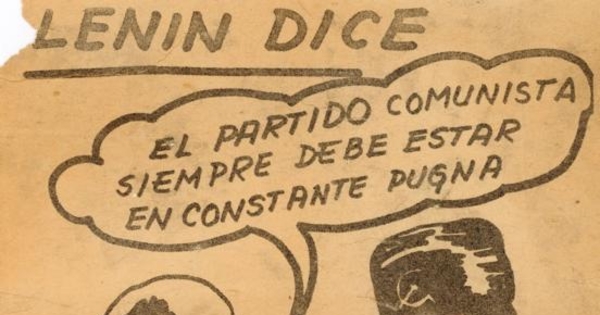 LENIN DICE
EL PARTIDO COMUNISTA
SIEMPRE DEBE ESTAR
EN CONSTANTE PUGNA